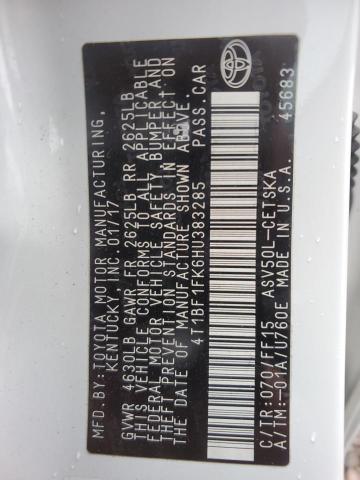 MFD.BY:TOYOTA MOTOR MANUFACTURING,
KENTUCKY, INC.01/17
GVWR 4630LB GAWR FR 2625LB RR 2625LB
THIS VEHICLE CONFORMS TO ALL APPLICABLE
FEDERAL MOTOR VEHICLE SAFETY BUMPER AND
THEFT PREVENTION STANDARDS IN EFFECT ON
THE DATE OF MANUFACTURE SHOWN ABOVE.
4T1BF1FK6HU383285 PASS.CAR
C/TR:070/FF15 ASV50L-CETSKA
A/TM:-01A/U760E MADE IN U.S.A.
45683